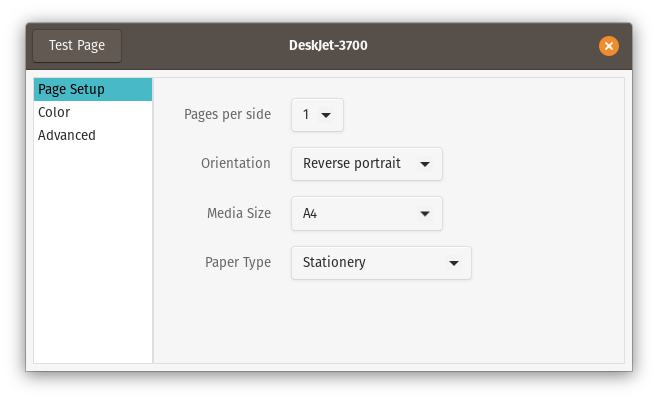 Test Page
DeskJet-3700
Page Setup
Color
Advanced
Pages per side 1
Orientation Reverse portrait
Media Size A4
Paper Type Stationery